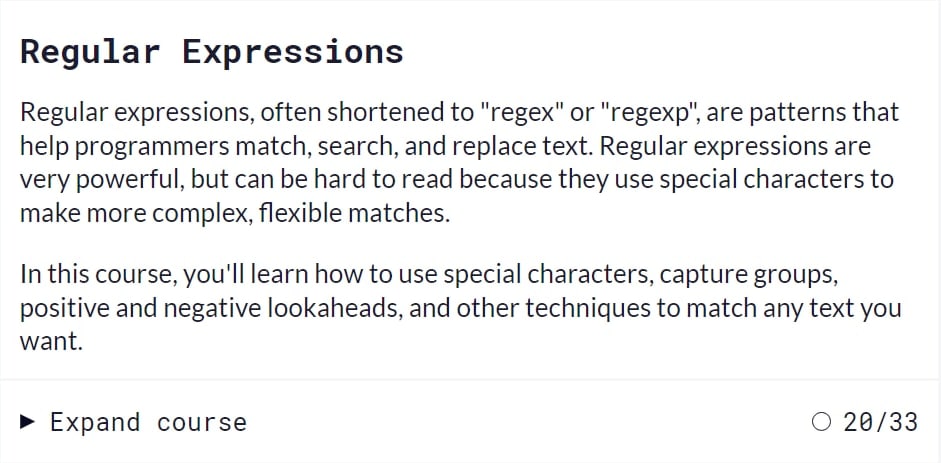 Regular Expressions
Regular expressions, often shortened to "regex" or "regexp", are patterns that
help programmers match, search, and replace text. Regular expressions are
very powerful, but can be hard to read because they use special characters to
make more complex, flexible matches.
In this course, you'll learn how to use special characters, capture groups,
positive and negative lookaheads, and other techniques to match any text you
want.
Expand course
20/33